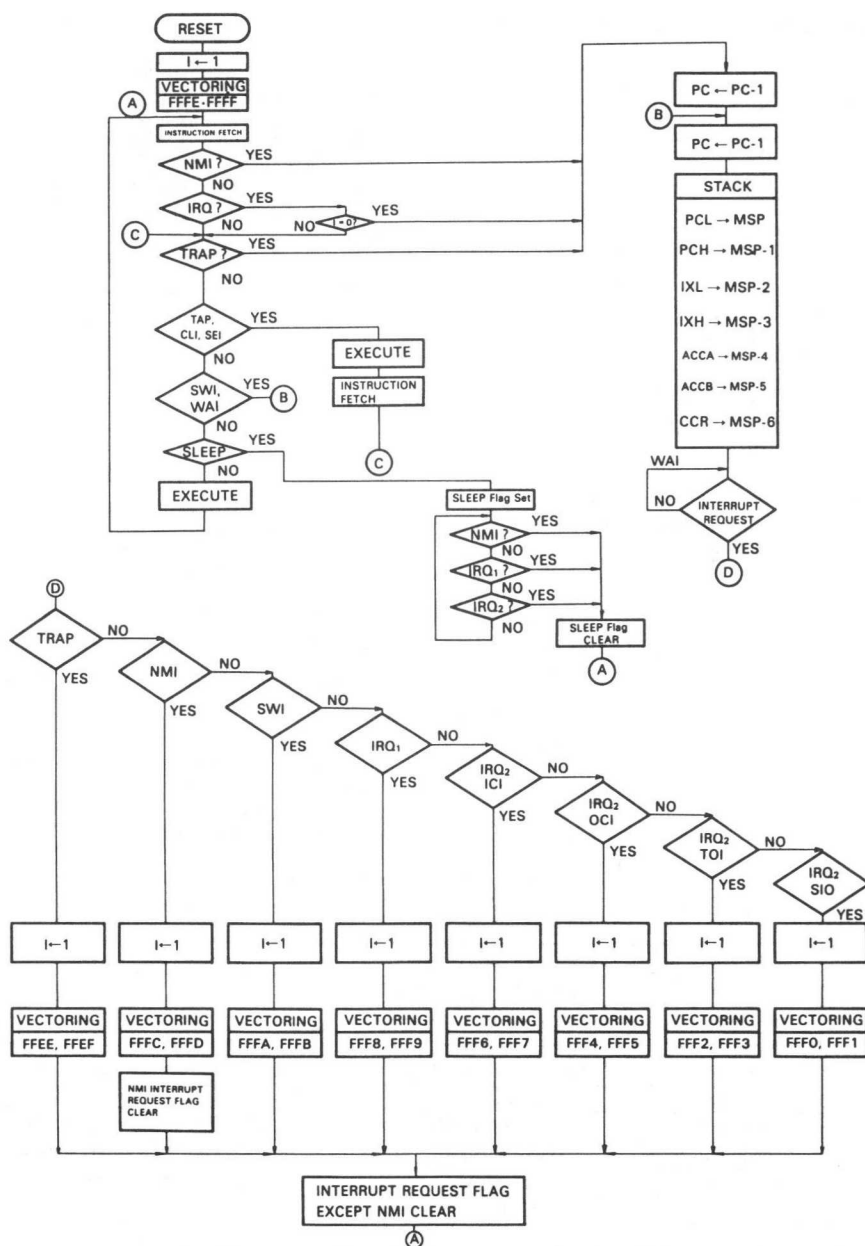 RESET
I ← 1
VECTORING
FFFE·FFFF
A
INSTRUCTION FETCH
NMI ?
YES
NO
IRQ ?
YES
NO
I = 0?
YES
NO
C
TRAP ?
YES
NO
TAP,
CLI, SEI
YES
NO
EXECUTE
INSTRUCTION
FETCH
C
SWI,
WAI
YES
B
NO
SLEEP
YES
NO
EXECUTE
PC ← PC-1
B
PC ← PC-1
STACK
PCL → MSP
PCH → MSP-1
IXL → MSP-2
IXH → MSP-3
ACCA → MSP-4
ACCB → MSP-5
CCR → MSP-6
WAI
NO
INTERRUPT
REQUEST
YES
D
SLEEP Flag Set
NMI ?
YES
NO
IRQ₁ ?
YES
NO
IRQ₂ ?
YES
NO
SLEEP Flag
CLEAR
A
D
TRAP
NO
YES
NMI
NO
YES
SWI
NO
YES
IRQ₁
NO
YES
IRQ₂
ICI
NO
YES
IRQ₂
OCI
NO
YES
IRQ₂
TOI
NO
YES
IRQ₂
SIO
YES
I←1 I←1 I←1 I←1 I←1 I←1 I←1 I←1
VECTORING VECTORING VECTORING VECTORING VECTORING VECTORING VECTORING VECTORING
FFEE, FFEF FFFC, FFFD FFFA, FFFB FFF8, FFF9 FFF6, FFF7 FFF4, FFF5 FFF2, FFF3 FFF0, FFF1
NMI INTERRUPT
REQUEST FLAG
CLEAR
INTERRUPT REQUEST FLAG
EXCEPT NMI CLEAR
A